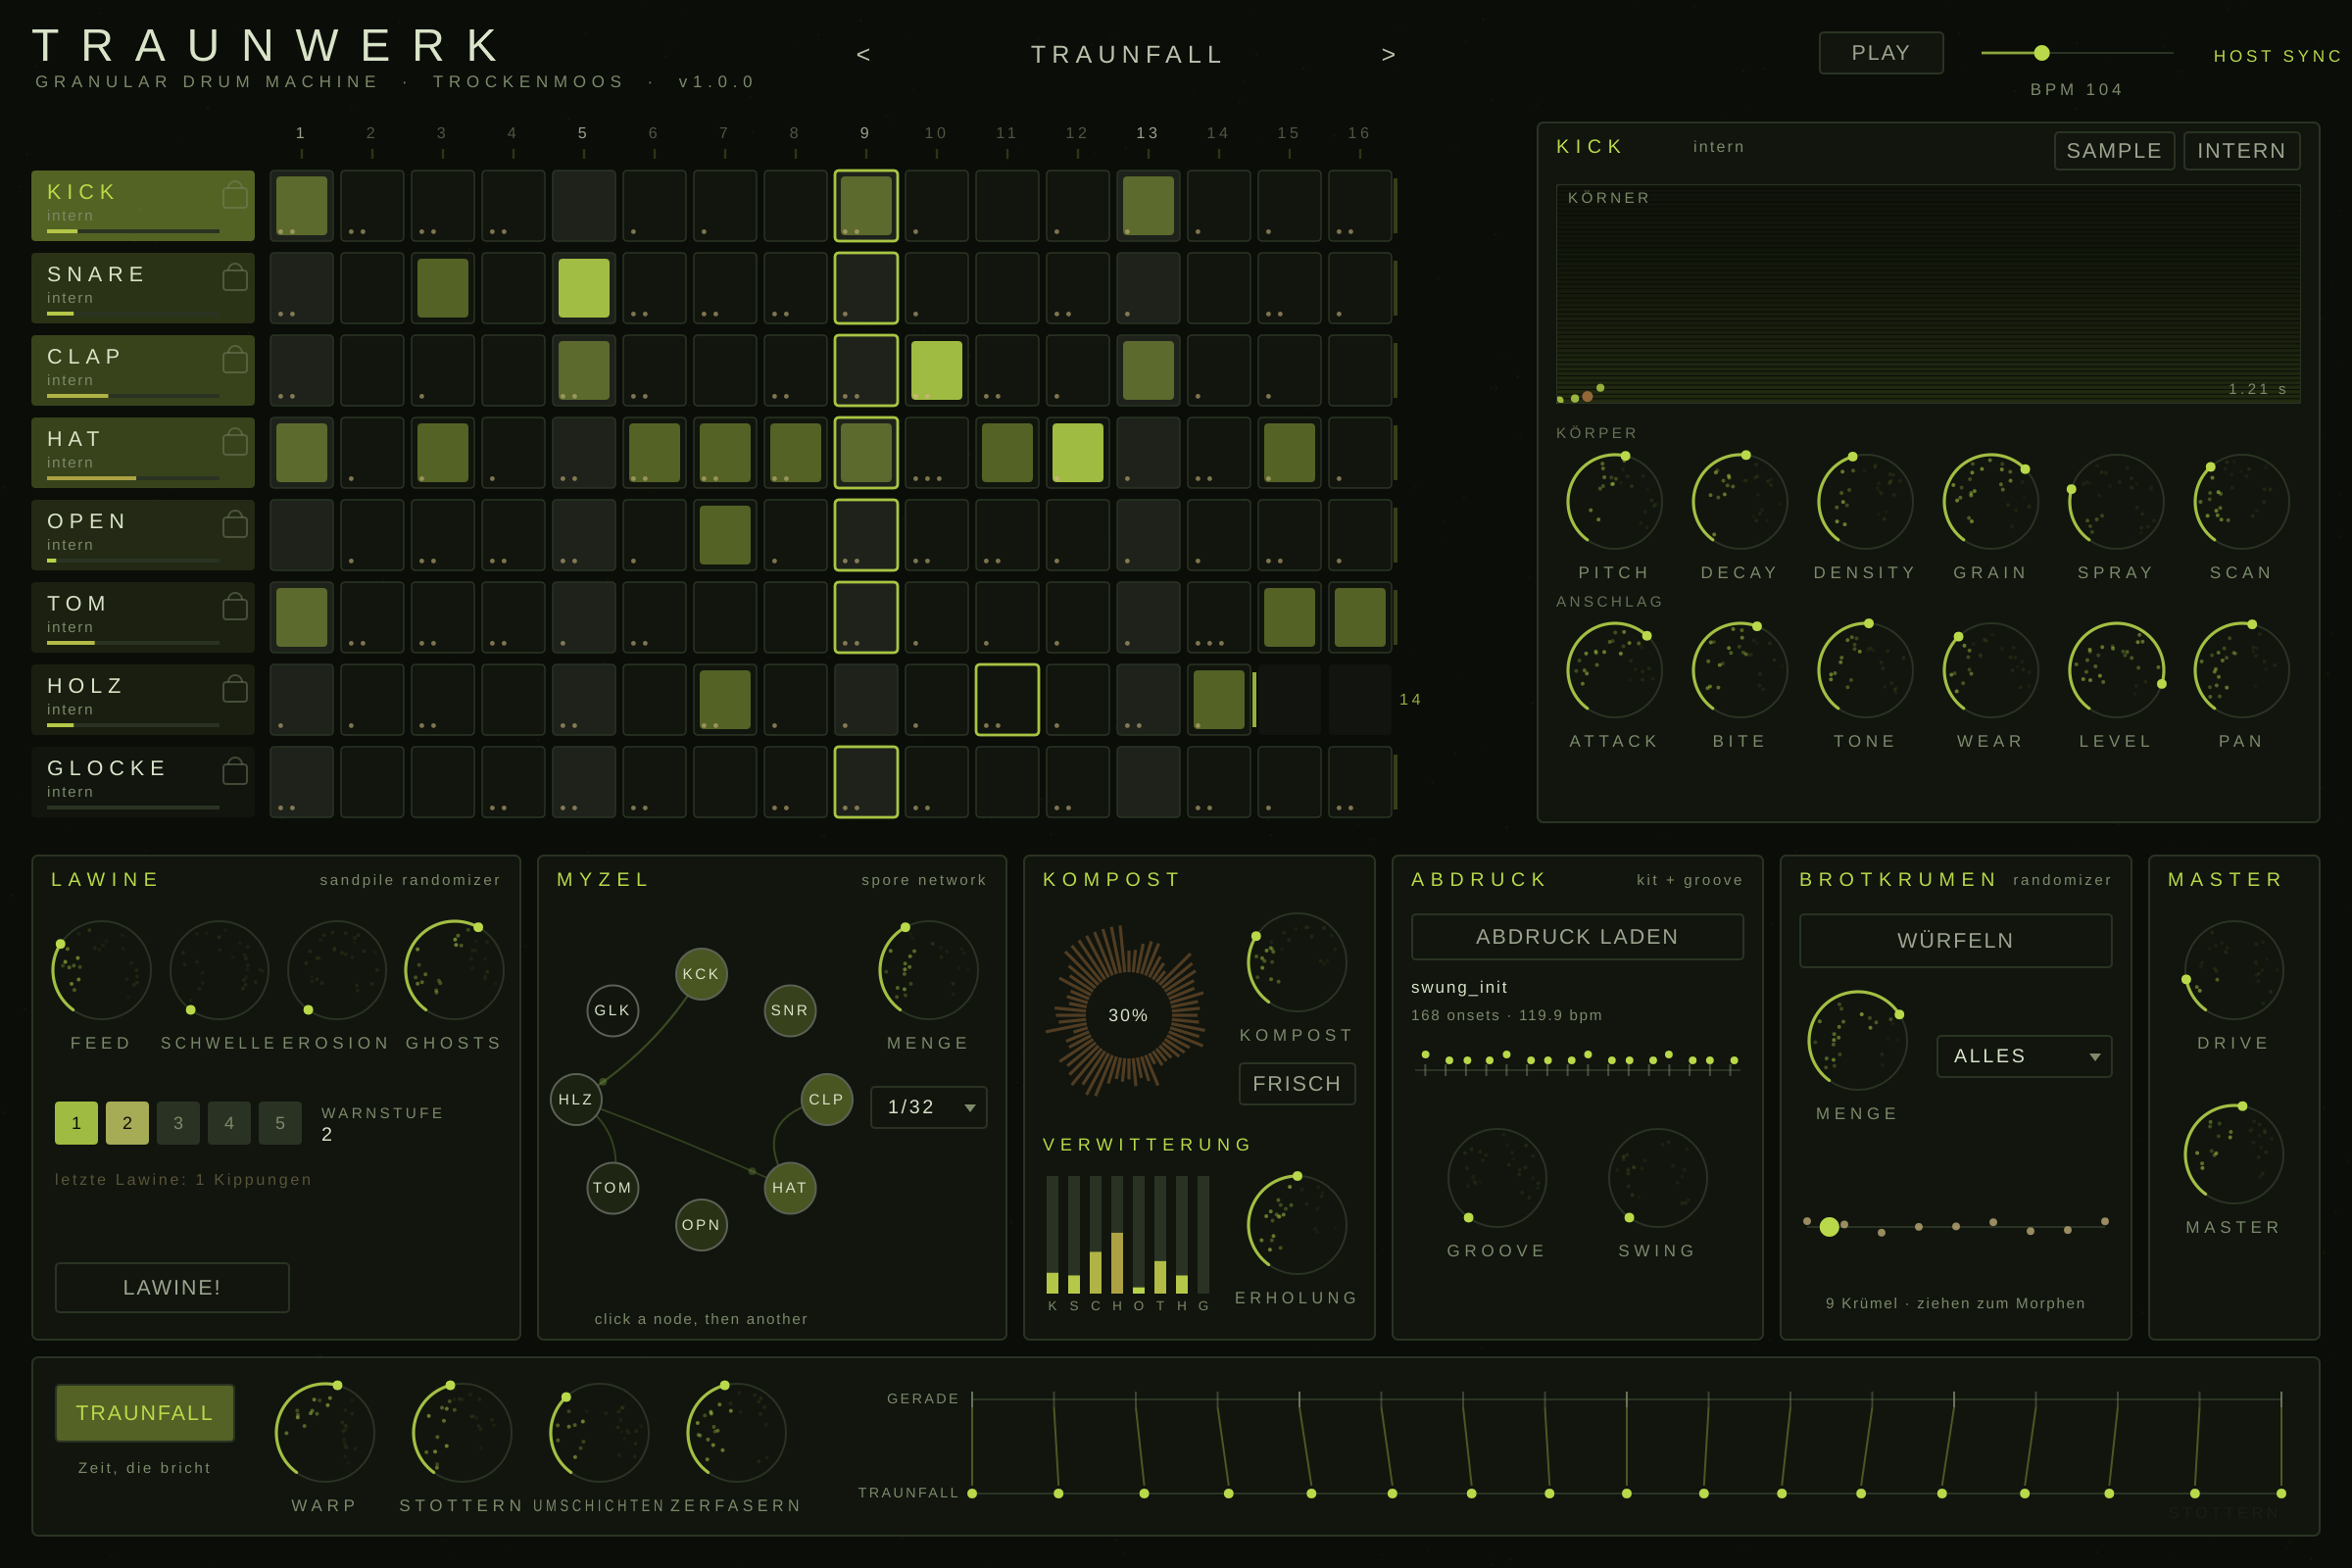 TRAUNWERK
GRANULAR DRUM MACHINE · TROCKENMOOS · v1.0.0
< TRAUNFALL >
PLAY
BPM 104
HOST SYNC
1 2 3 4 5 6 7 8 9 10 11 12 13 14 15 16
KICK
intern
SNARE
intern
CLAP
intern
HAT
intern
OPEN
intern
TOM
intern
HOLZ
intern
14
GLOCKE
intern
KICK intern SAMPLE INTERN
KÖRNER
1.21 s
KÖRPER
PITCH DECAY DENSITY GRAIN SPRAY SCAN
ANSCHLAG
ATTACK BITE TONE WEAR LEVEL PAN
LAWINE sandpile randomizer
FEED SCHWELLE EROSION GHOSTS
1 2 3 4 5
WARNSTUFE
2
letzte Lawine: 1 Kippungen
LAWINE!
MYZEL spore network
KCK
GLK SNR
HLZ CLP
TOM HAT
OPN
MENGE
1/32
click a node, then another
KOMPOST
30%
KOMPOST
FRISCH
VERWITTERUNG
K S C H O T H G
ERHOLUNG
ABDRUCK kit + groove
ABDRUCK LADEN
swung_init
168 onsets · 119.9 bpm
GROOVE SWING
BROTKRUMEN randomizer
WÜRFELN
ALLES
MENGE
9 Krümel · ziehen zum Morphen
MASTER
DRIVE
MASTER
TRAUNFALL
Zeit, die bricht
WARP STOTTERN UMSCHICHTEN ZERFASERN
GERADE
TRAUNFALL
STOTTERN